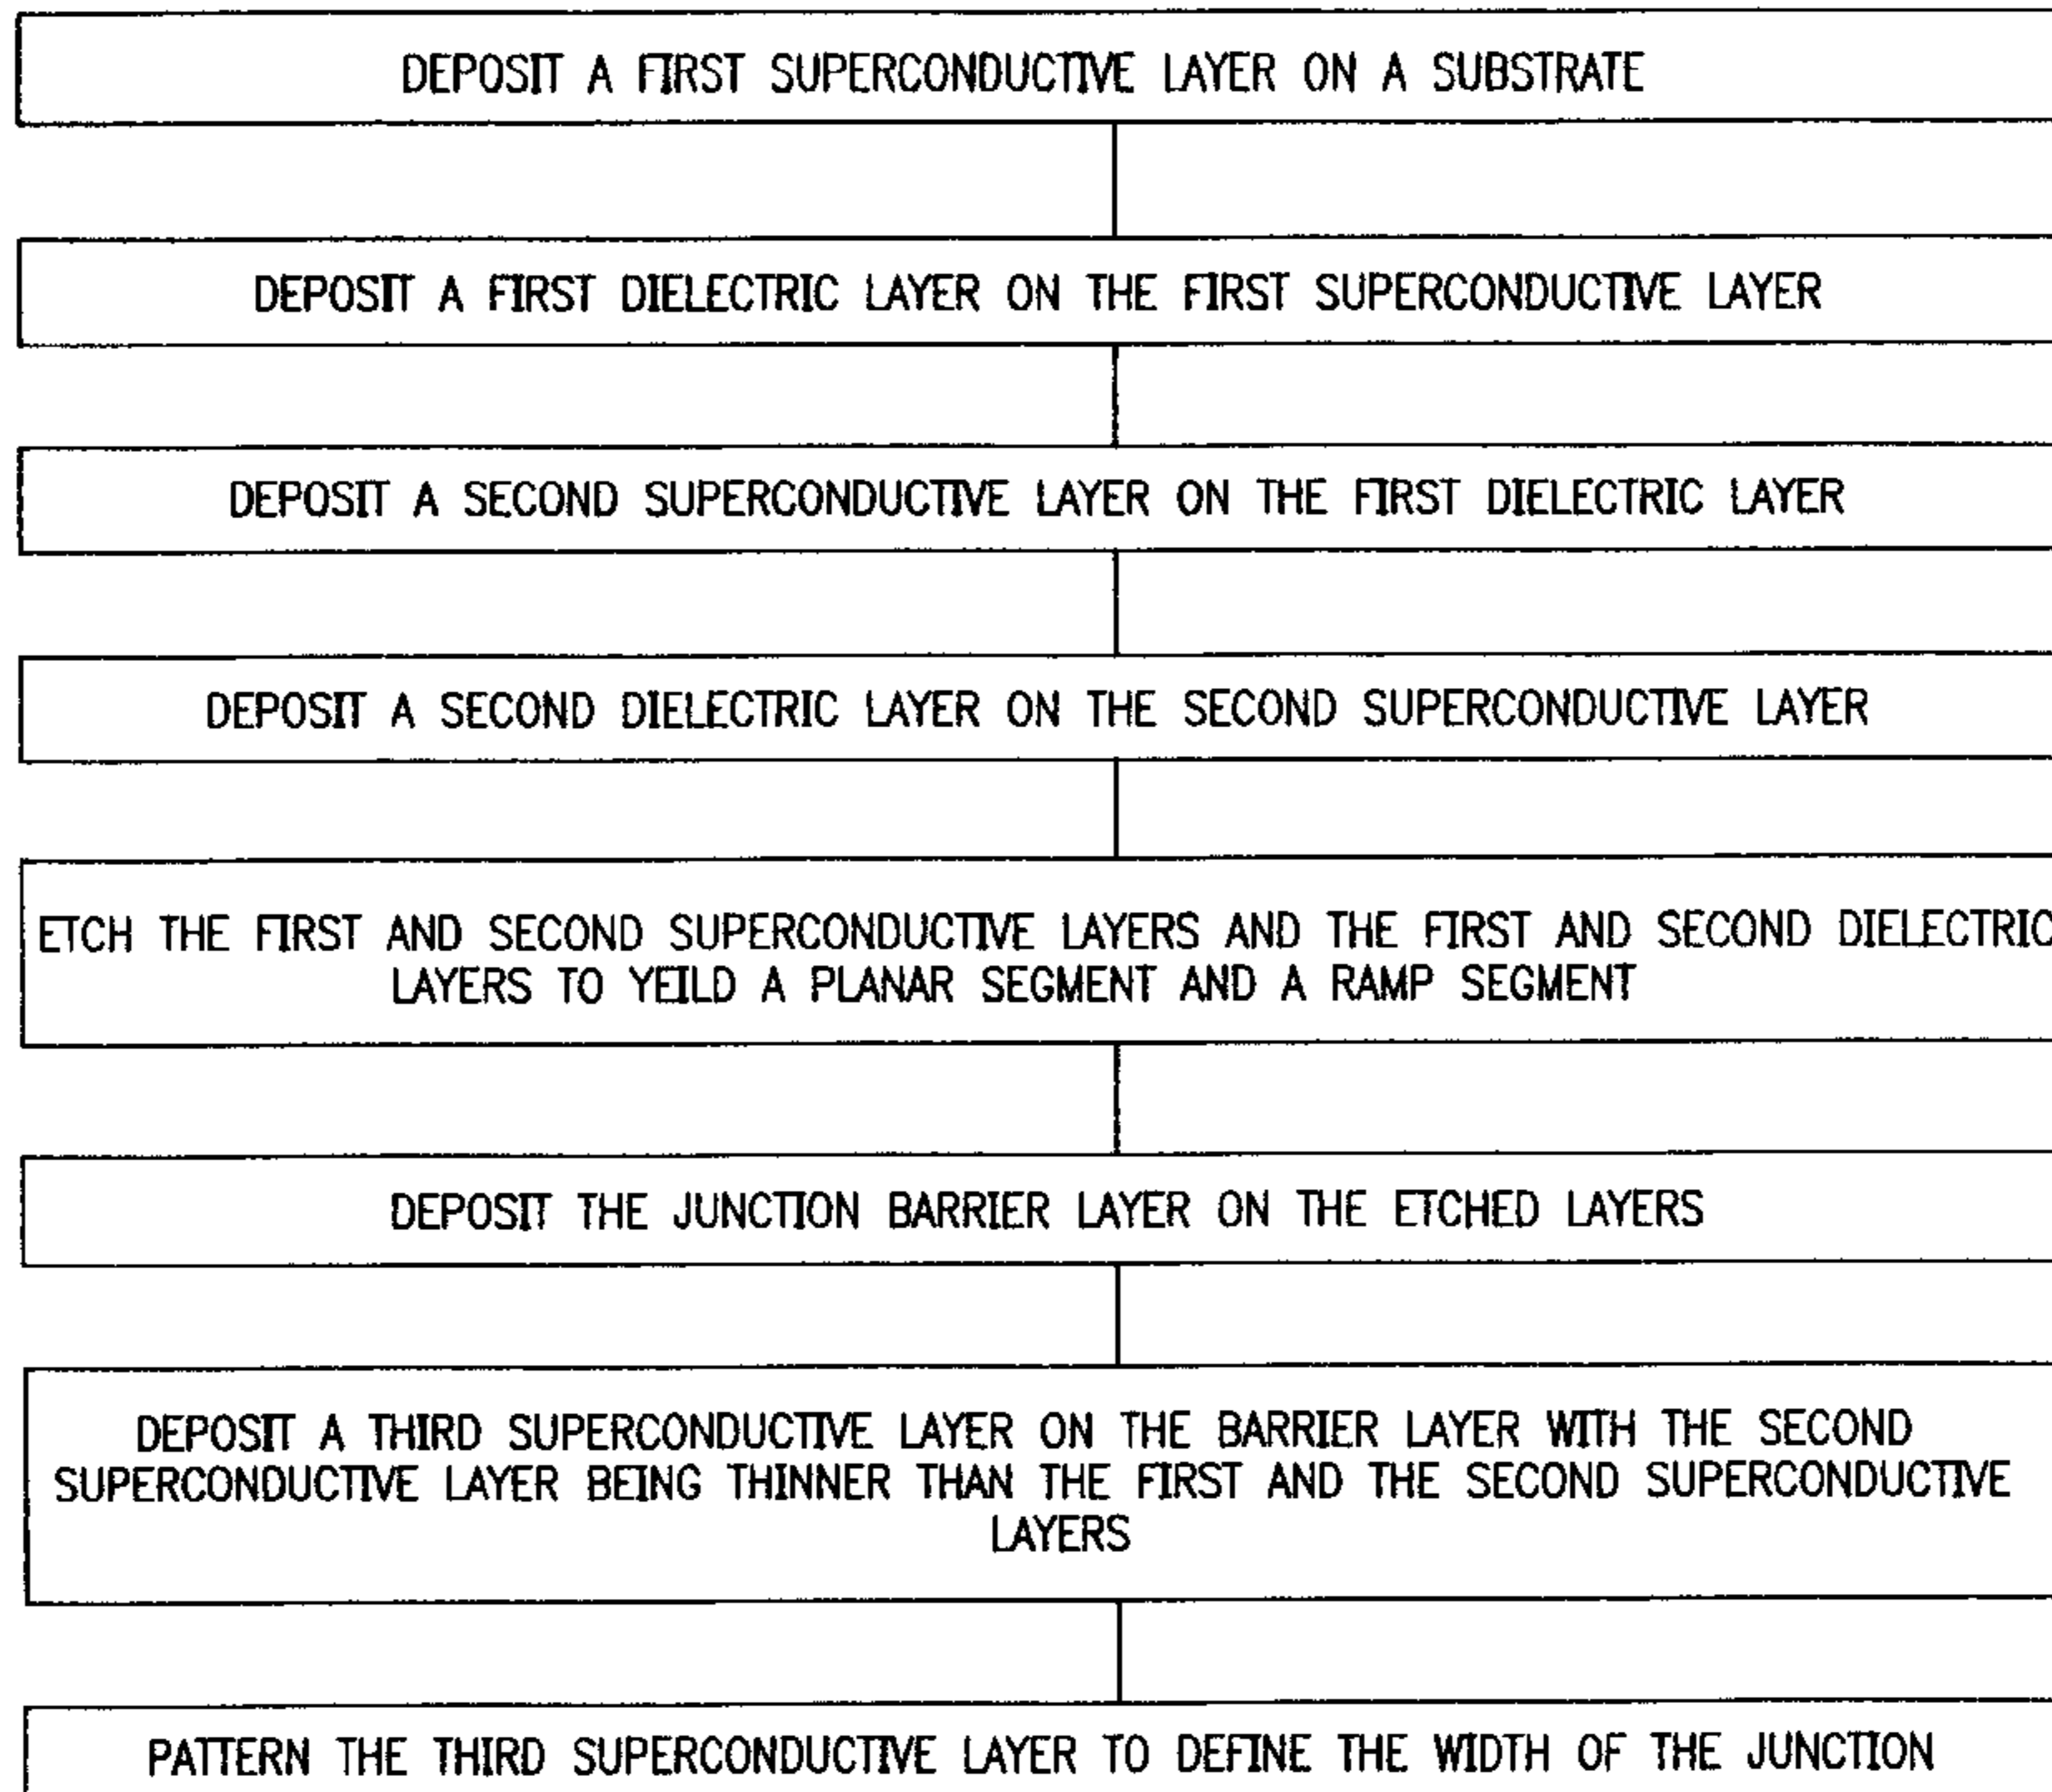 DEPOSIT A FIRST SUPERCONDUCTIVE LAYER ON A SUBSTRATE
DEPOSIT A FIRST DIELECTRIC LAYER ON THE FIRST SUPERCONDUCTIVE LAYER
DEPOSIT A SECOND SUPERCONDUCTIVE LAYER ON THE FIRST DIELECTRIC LAYER
DEPOSIT A SECOND DIELECTRIC LAYER ON THE SECOND SUPERCONDUCTIVE LAYER
ETCH THE FIRST AND SECOND SUPERCONDUCTIVE LAYERS AND THE FIRST AND SECOND DIELECTRIC
LAYERS TO YEILD A PLANAR SEGMENT AND A RAMP SEGMENT
DEPOSIT THE JUNCTION BARRIER LAYER ON THE ETCHED LAYERS
DEPOSIT A THIRD SUPERCONDUCTIVE LAYER ON THE BARRIER LAYER WITH THE SECOND
SUPERCONDUCTIVE LAYER BEING THINNER THAN THE FIRST AND THE SECOND SUPERCONDUCTIVE
LAYERS
PATTERN THE THIRD SUPERCONDUCTIVE LAYER TO DEFINE THE WIDTH OF THE JUNCTION